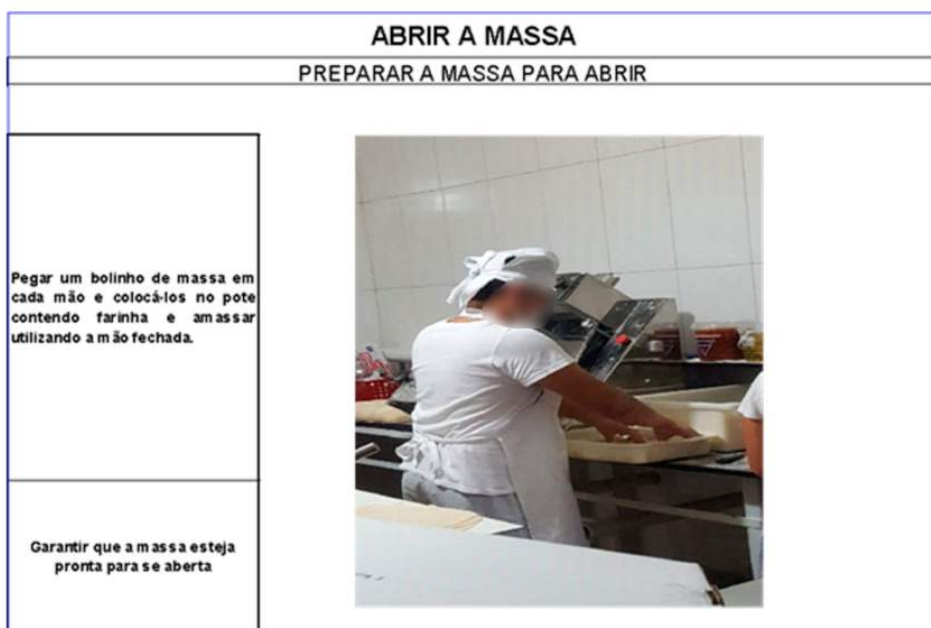 ABRIR A MASSA
PREPARAR A MASSA PARA ABRIR
Pegar um bolinho de massa em
cada mão e colocá-los no pote
contendo farinha e amassar
utilizando a mão fechada.
Garantir que a massa esteja
pronta para se aberta